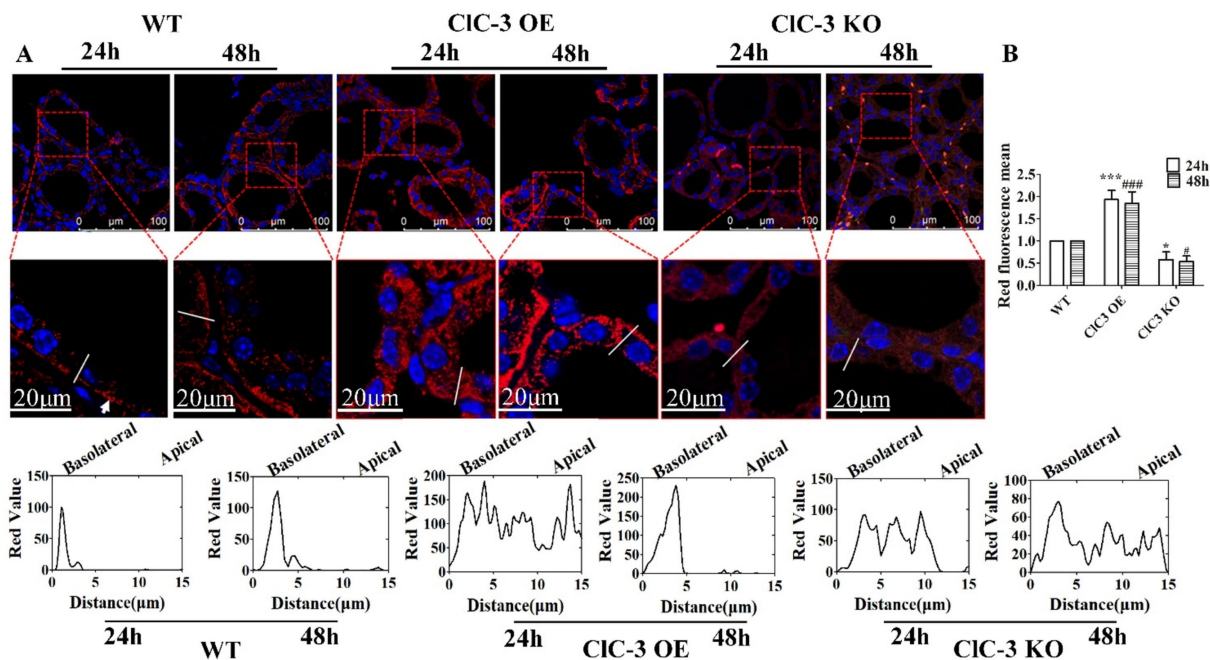 WT
ClC-3 OE
ClC-3 KO
A
24h
48h
24h
48h
24h
48h
B
0 μm 100
0 μm 100
0 μm 100
0 μm 100
0 μm 100
0 μm 100
24h
48h
Red fluorescence mean
2.5
2.0
1.5
1.0
0.5
0.0
***
###
*
#
WT
ClC3 OE
ClC3 KO
20μm
20μm
20μm
20μm
20μm
20μm
Basolateral
Apical
Basolateral
Basolateral
Apical
Basolateral
Basolateral
Apical
Basolateral
Apical
Red Value
150
100
50
0
0 5 10 15
Distance(μm)
Red Value
150
100
50
0
0 5 10 15
Distance(μm)
Red Value
200
150
100
50
0
0 5 10 15
Distance(μm)
Red Value
250
200
150
100
50
0
0 5 10 15
Distance(μm)
Red Value
150
100
50
0
0 5 10 15
Distance(μm)
Red Value
100
80
60
40
20
0
0 5 10 15
Distance(μm)
24h
48h
24h
48h
24h
48h
WT
ClC-3 OE
ClC-3 KO